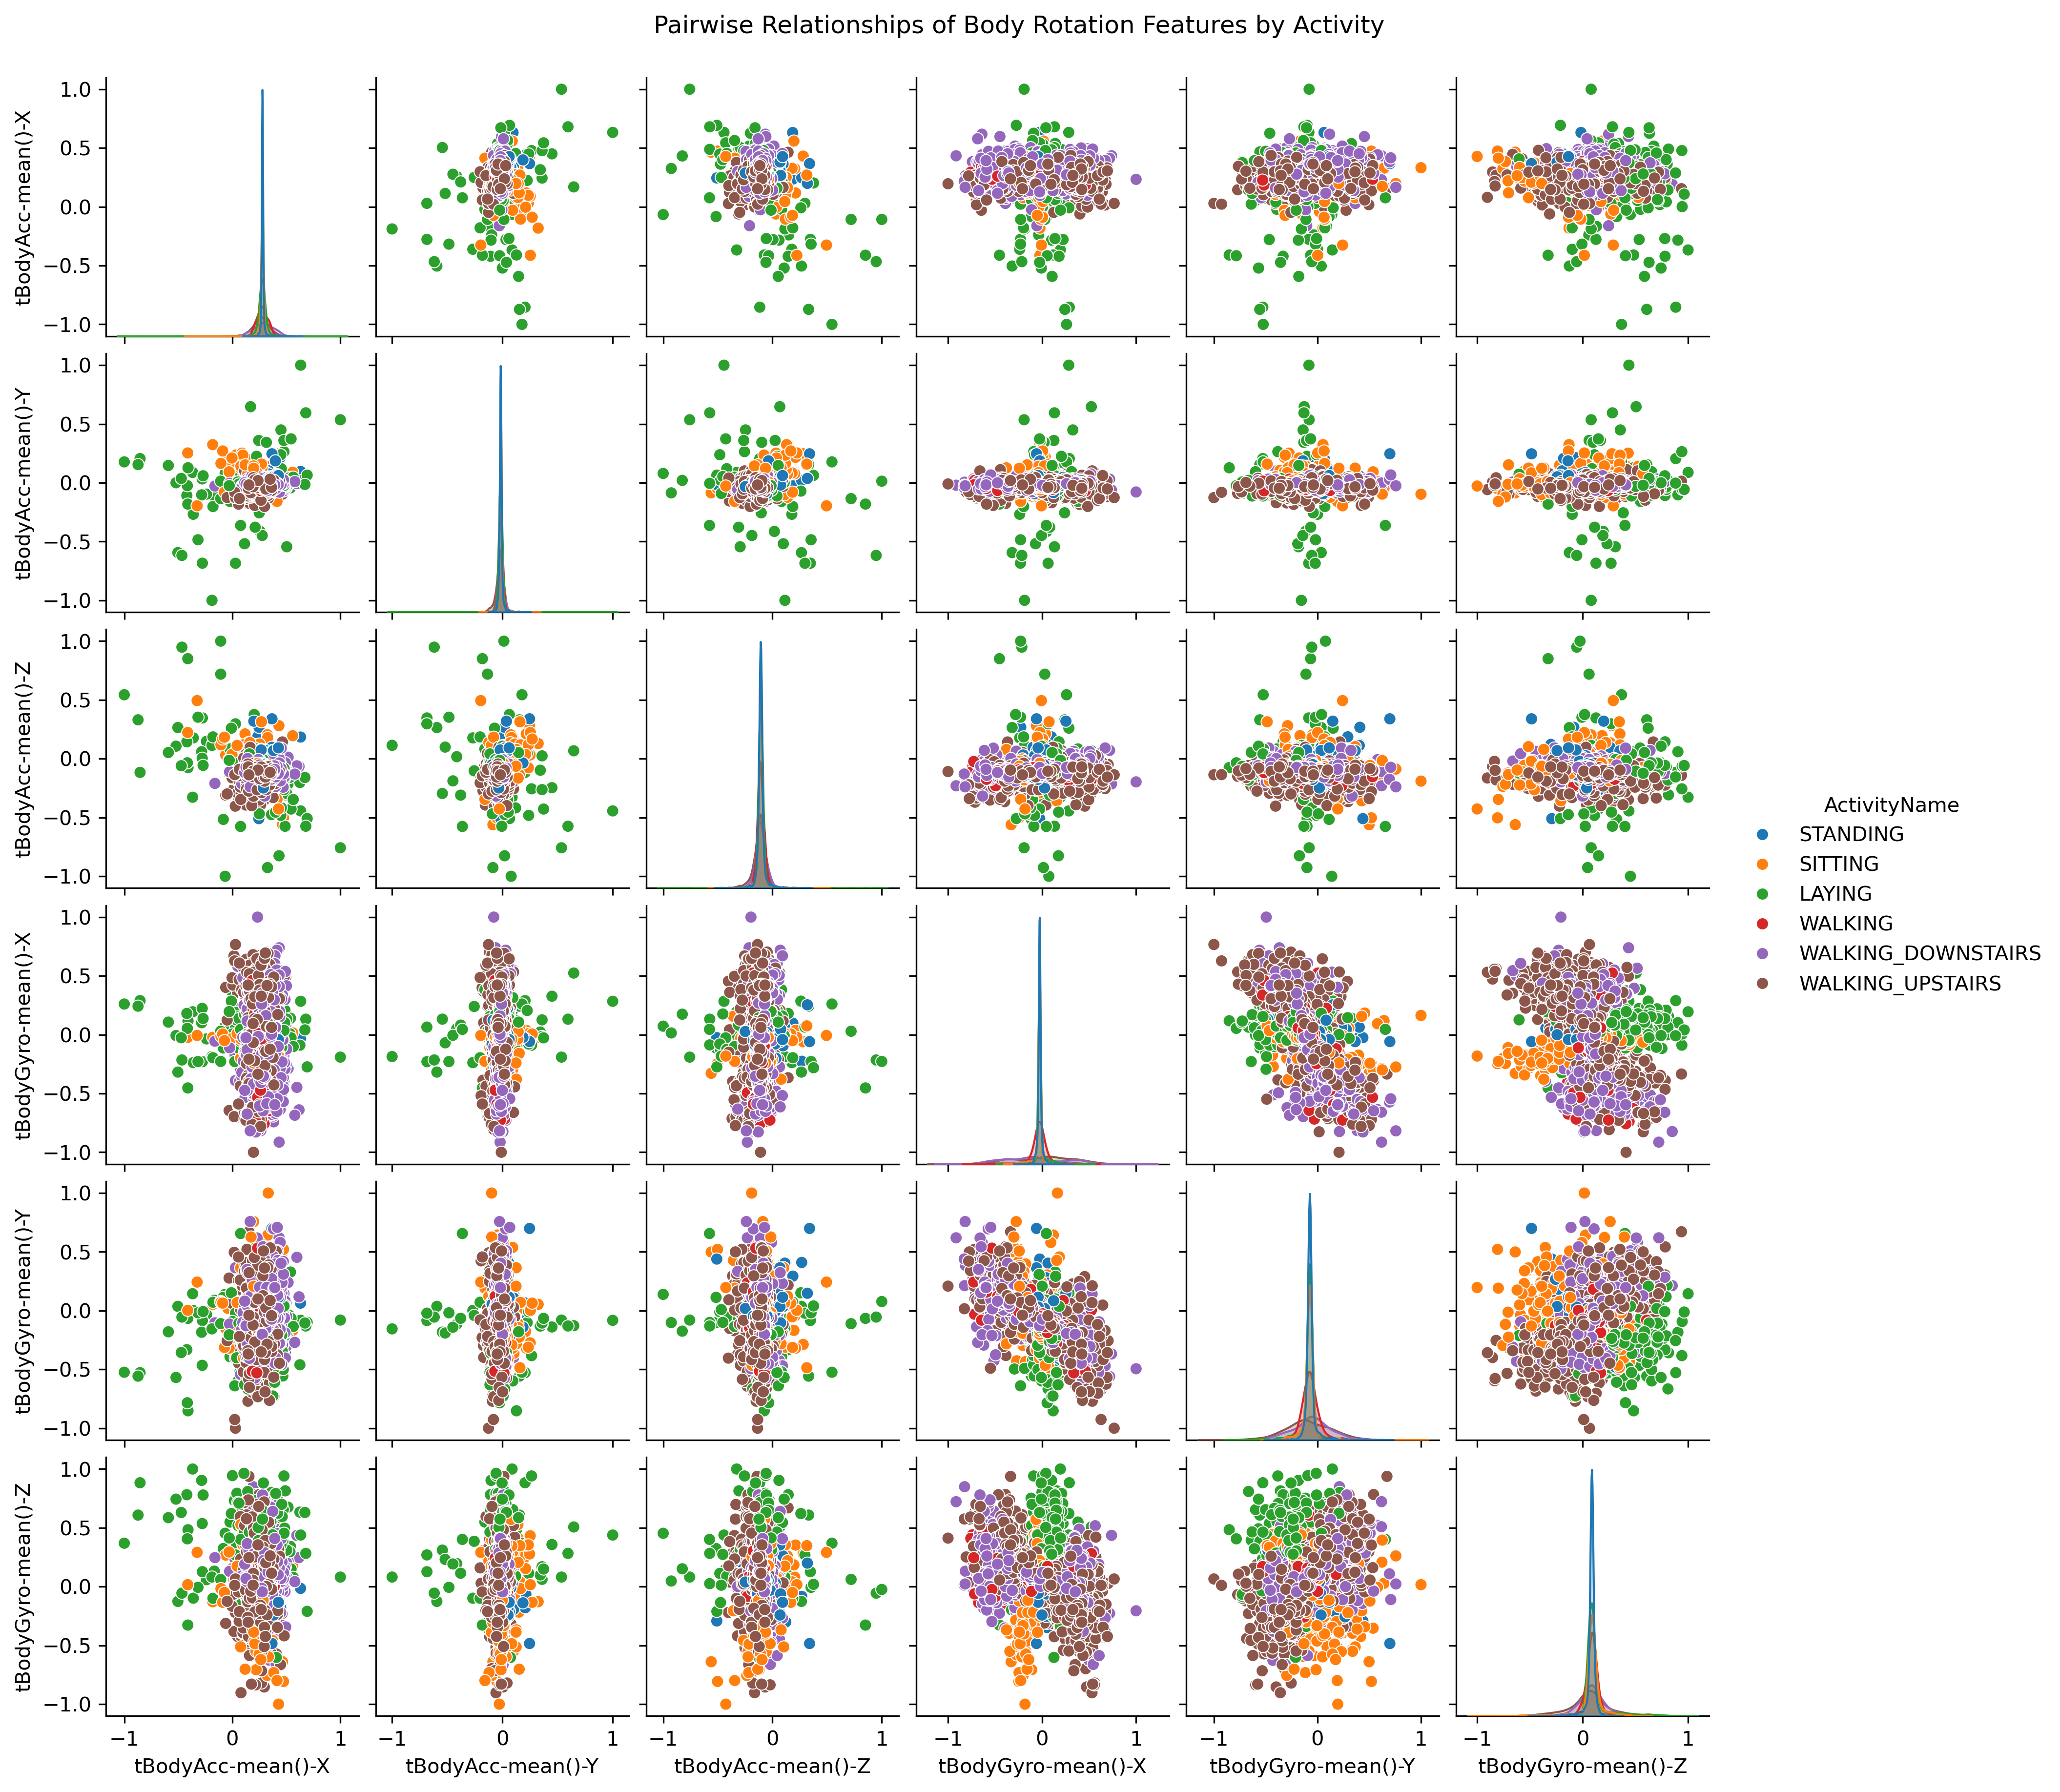 Pairwise Relationships of Body Rotation Features by Activity
tBodyAcc-mean()-X
1.0
0.5
0.0
−0.5
−1.0
tBodyAcc-mean()-Y
1.0
0.5
0.0
−0.5
−1.0
tBodyAcc-mean()-Z
1.0
0.5
0.0
−0.5
−1.0
tBodyGyro-mean()-X
1.0
0.5
0.0
−0.5
−1.0
tBodyGyro-mean()-Y
1.0
0.5
0.0
−0.5
−1.0
tBodyGyro-mean()-Z
1.0
0.5
0.0
−0.5
−1.0
−1 0 1 −1 0 1 −1 0 1 −1 0 1 −1 0 1 −1 0 1
tBodyAcc-mean()-X tBodyAcc-mean()-Y tBodyAcc-mean()-Z tBodyGyro-mean()-X tBodyGyro-mean()-Y tBodyGyro-mean()-Z
ActivityName
STANDING
SITTING
LAYING
WALKING
WALKING_DOWNSTAIRS
WALKING_UPSTAIRS